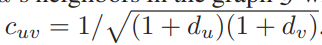 c_{uv} = 1/\sqrt{(1 + d_u)(1 + d_v)}.